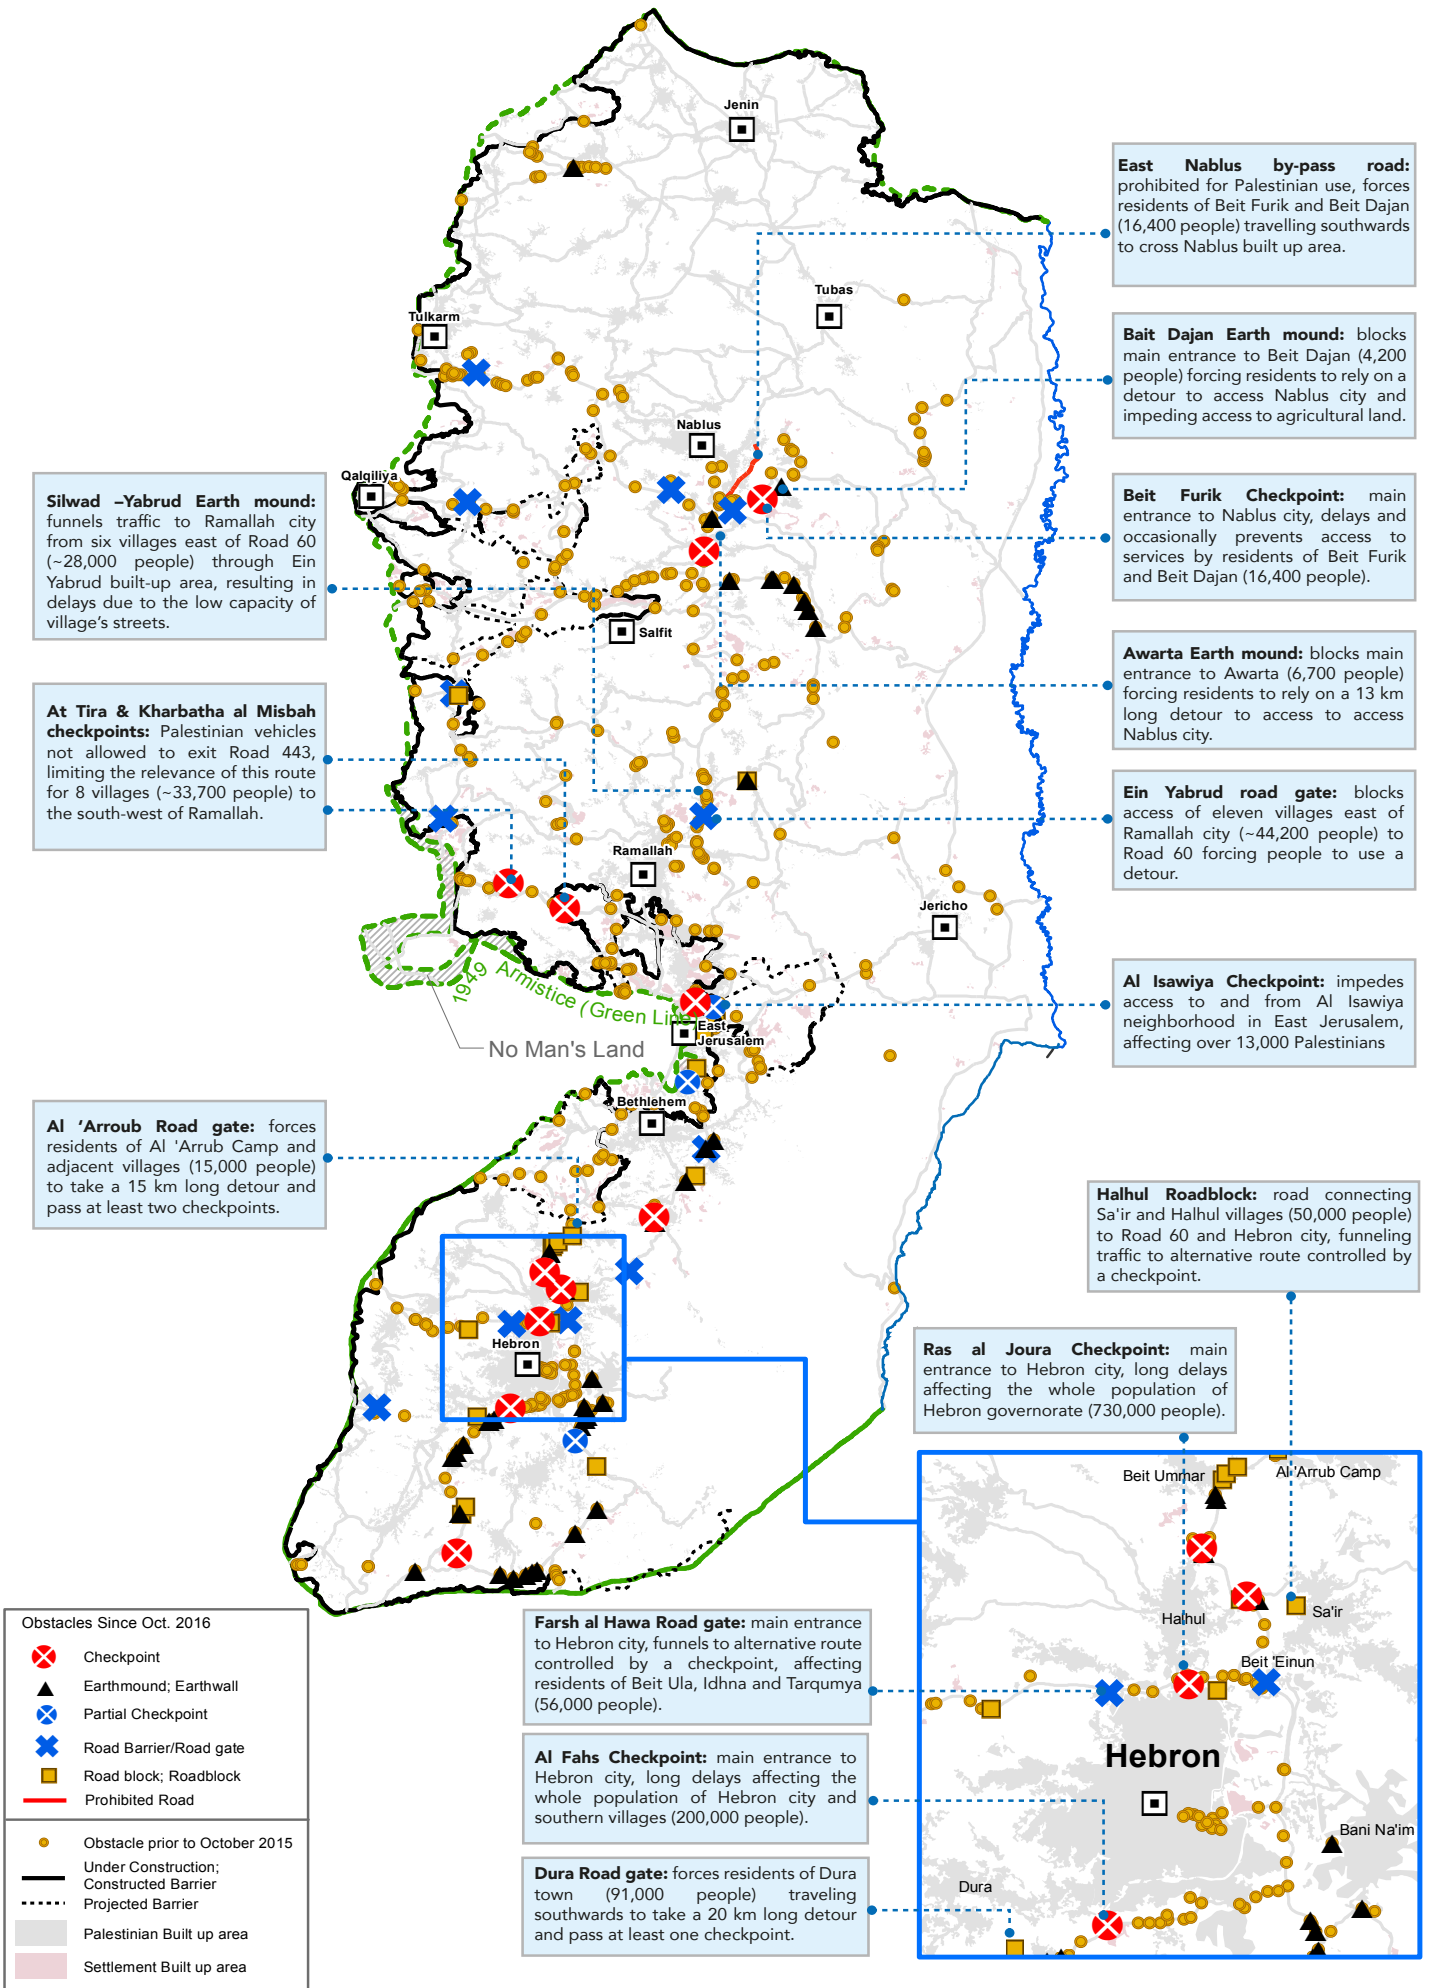 Jenin
East Nablus by-pass road:
prohibited for Palestinian use, forces
residents of Beit Furik and Beit Dajan
(16,400 people) travelling southwards
to cross Nablus built up area.
Tubas
Tulkarm
Bait Dajan Earth mound: blocks
main entrance to Beit Dajan (4,200
people) forcing residents to rely on a
detour to access Nablus city and
impeding access to agricultural land.
Nablus
Qalqiliya
Silwad –Yabrud Earth mound:
funnels traffic to Ramallah city
from six villages east of Road 60
(~28,000 people) through Ein
Yabrud built-up area, resulting in
delays due to the low capacity of
village's streets.
Beit Furik Checkpoint: main
entrance to Nablus city, delays and
occasionally prevents access to
services by residents of Beit Furik
and Beit Dajan (16,400 people).
Salfit
Awarta Earth mound: blocks main
entrance to Awarta (6,700 people)
forcing residents to rely on a 13 km
long detour to access to access
Nablus city.
At Tira & Kharbatha al Misbah
checkpoints: Palestinian vehicles
not allowed to exit Road 443,
limiting the relevance of this route
for 8 villages (~33,700 people) to
the south-west of Ramallah.
Ein Yabrud road gate: blocks
access of eleven villages east of
Ramallah city (~44,200 people) to
Road 60 forcing people to use a
detour.
Ramallah
Jericho
1949 Armistice (Green Line)
Al Isawiya Checkpoint: impedes
access to and from Al Isawiya
neighborhood in East Jerusalem,
affecting over 13,000 Palestinians
East
Jerusalem
No Man's Land
Bethlehem
Al ‘Arroub Road gate: forces
residents of Al 'Arrub Camp and
adjacent villages (15,000 people)
to take a 15 km long detour and
pass at least two checkpoints.
Halhul Roadblock: road connecting
Sa'ir and Halhul villages (50,000 people)
to Road 60 and Hebron city, funneling
traffic to alternative route controlled by
a checkpoint.
Hebron
Ras al Joura Checkpoint: main
entrance to Hebron city, long delays
affecting the whole population of
Hebron governorate (730,000 people).
Beit Ummar
Al 'Arrub Camp
Halhul
Sa'ir
Beit 'Einun
Hebron
Bani Na'im
Dura
Farsh al Hawa Road gate: main entrance
to Hebron city, funnels to alternative route
controlled by a checkpoint, affecting
residents of Beit Ula, Idhna and Tarqumya
(56,000 people).
Al Fahs Checkpoint: main entrance to
Hebron city, long delays affecting the
whole population of Hebron city and
southern villages (200,000 people).
Dura Road gate: forces residents of Dura
town (91,000 people) traveling
southwards to take a 20 km long detour
and pass at least one checkpoint.
Obstacles Since Oct. 2016
Checkpoint
Earthmound; Earthwall
Partial Checkpoint
Road Barrier/Road gate
Road block; Roadblock
Prohibited Road
Obstacle prior to October 2015
Under Construction;
Constructed Barrier
Projected Barrier
Palestinian Built up area
Settlement Built up area